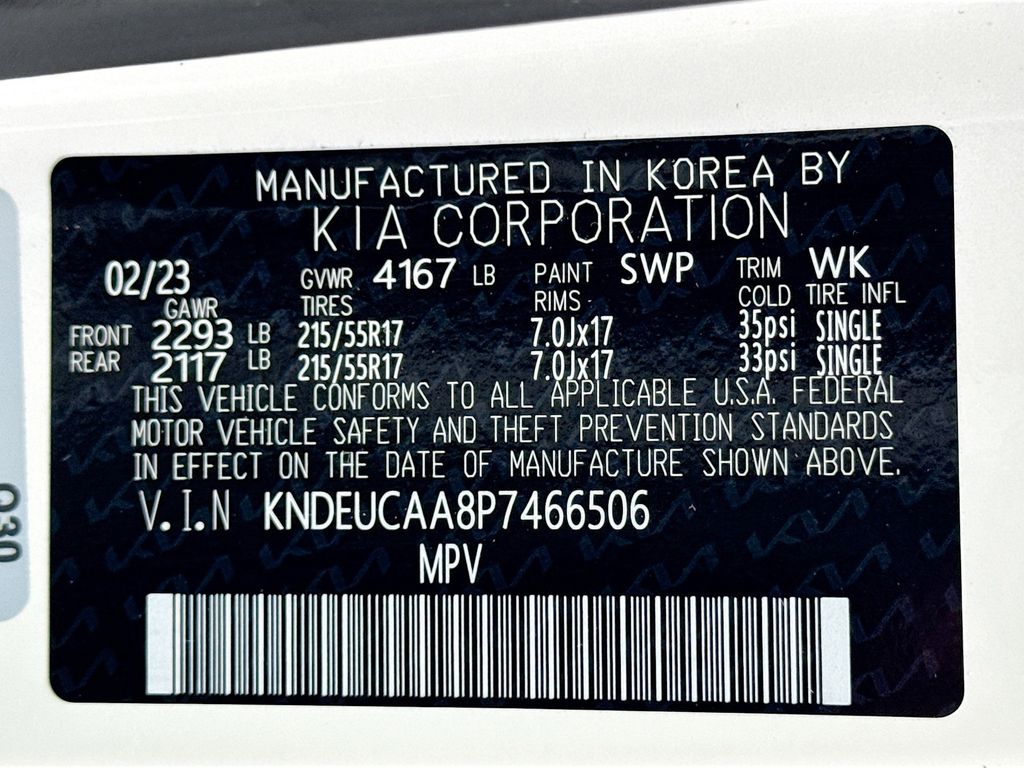 MANUFACTURED IN KOREA BY
KIA CORPORATION
02/23 GVWR 4167 LB PAINT SWP TRIM WK
GAWR TIRES RIMS COLD TIRE INFL
FRONT 2293 LB 215/55R17 7.0Jx17 35psi SINGLE
REAR 2117 LB 215/55R17 7.0Jx17 33psi SINGLE
THIS VEHICLE CONFORMS TO ALL APPLICABLE U.S.A. FEDERAL
MOTOR VEHICLE SAFETY AND THEFT PREVENTION STANDARDS
IN EFFECT ON THE DATE OF MANUFACTURE SHOWN ABOVE.
V.I.N KNDEUCAA8P7466506
MPV